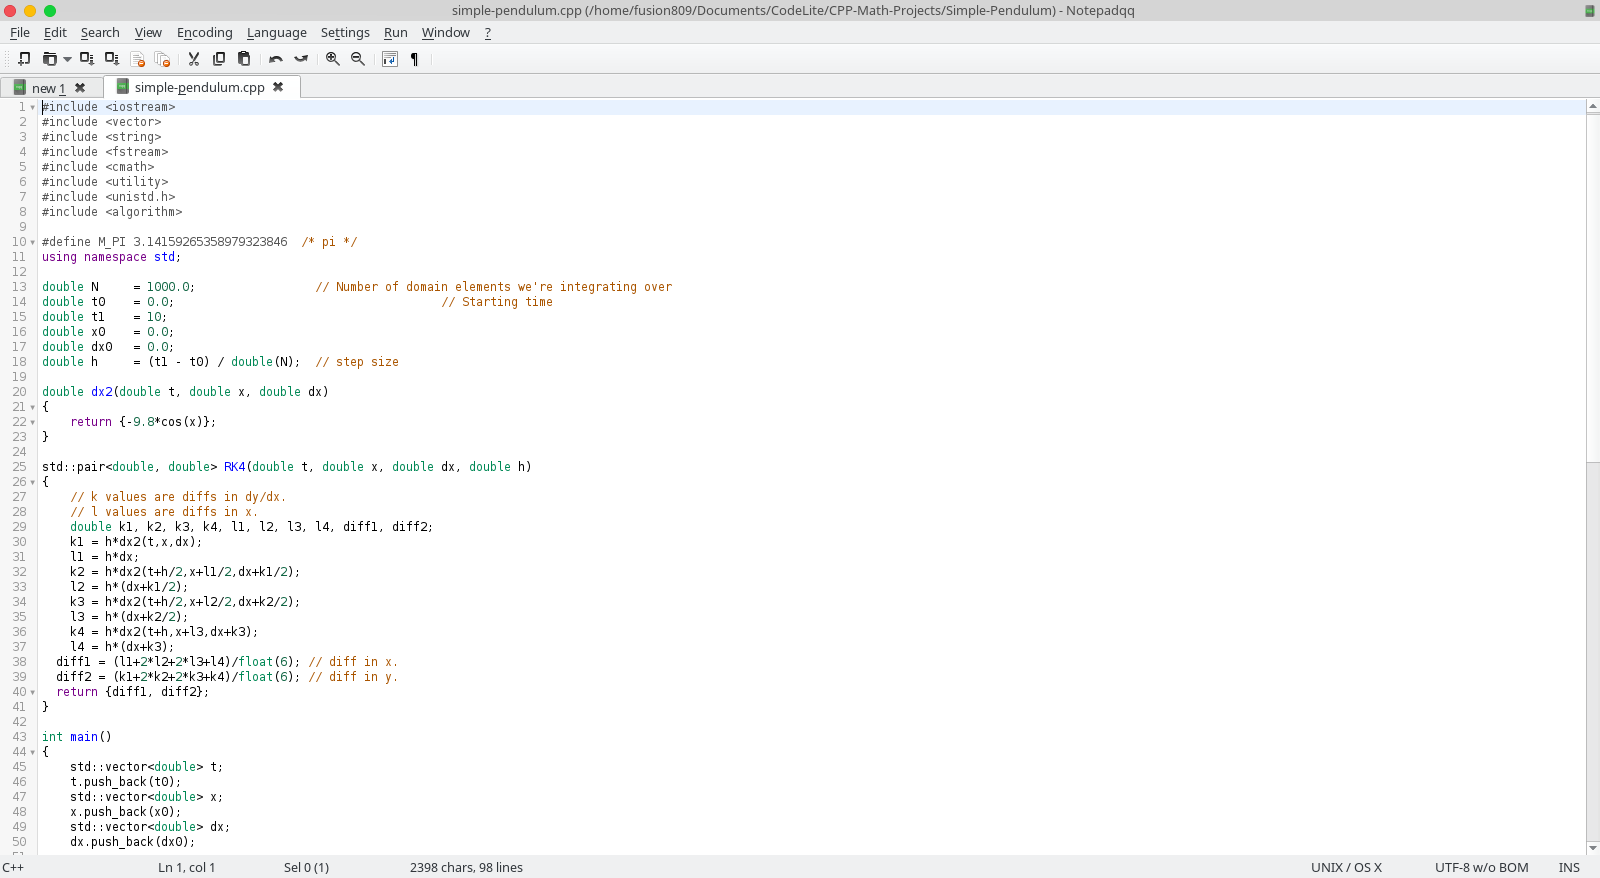 simple-pendulum.cpp (/home/fusion809/Documents/CodeLite/CPP-Math-Projects/Simple-Pendulum) - Notepadqq
File Edit Search View Encoding Language Settings Run Window ?
new 1 simple-pendulum.cpp
1 #include <iostream>
2 #include <vector>
3 #include <string>
4 #include <fstream>
5 #include <cmath>
6 #include <utility>
7 #include <unistd.h>
8 #include <algorithm>
9
10 #define M_PI 3.14159265358979323846  /* pi */
11 using namespace std;
12
13 double N     = 1000.0;                 // Number of domain elements we're integrating over
14 double t0    = 0.0;                                      // Starting time
15 double t1    = 10;
16 double x0    = 0.0;
17 double dx0   = 0.0;
18 double h     = (t1 - t0) / double(N);  // step size
19
20 double dx2(double t, double x, double dx)
21 {
22     return {-9.8*cos(x)};
23 }
24
25 std::pair<double, double> RK4(double t, double x, double dx, double h)
26 {
27     // k values are diffs in dy/dx.
28     // l values are diffs in x.
29     double k1, k2, k3, k4, l1, l2, l3, l4, diff1, diff2;
30     k1 = h*dx2(t,x,dx);
31     l1 = h*dx;
32     k2 = h*dx2(t+h/2,x+l1/2,dx+k1/2);
33     l2 = h*(dx+k1/2);
34     k3 = h*dx2(t+h/2,x+l2/2,dx+k2/2);
35     l3 = h*(dx+k2/2);
36     k4 = h*dx2(t+h,x+l3,dx+k3);
37     l4 = h*(dx+k3);
38   diff1 = (l1+2*l2+2*l3+l4)/float(6); // diff in x.
39   diff2 = (k1+2*k2+2*k3+k4)/float(6); // diff in y.
40   return {diff1, diff2};
41 }
42
43 int main()
44 {
45     std::vector<double> t;
46     t.push_back(t0);
47     std::vector<double> x;
48     x.push_back(x0);
49     std::vector<double> dx;
50     dx.push_back(dx0);
C++ Ln 1, col 1 Sel 0 (1) 2398 chars, 98 lines UNIX / OS X UTF-8 w/o BOM INS